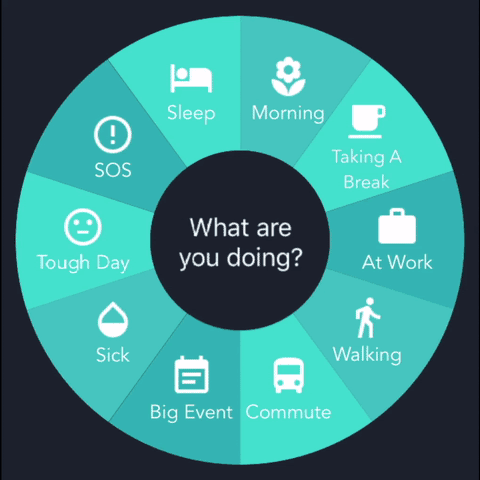 What are
you doing?
Morning
Taking A
Break
At Work
Walking
Commute
Big Event
Sick
Tough Day
SOS
Sleep